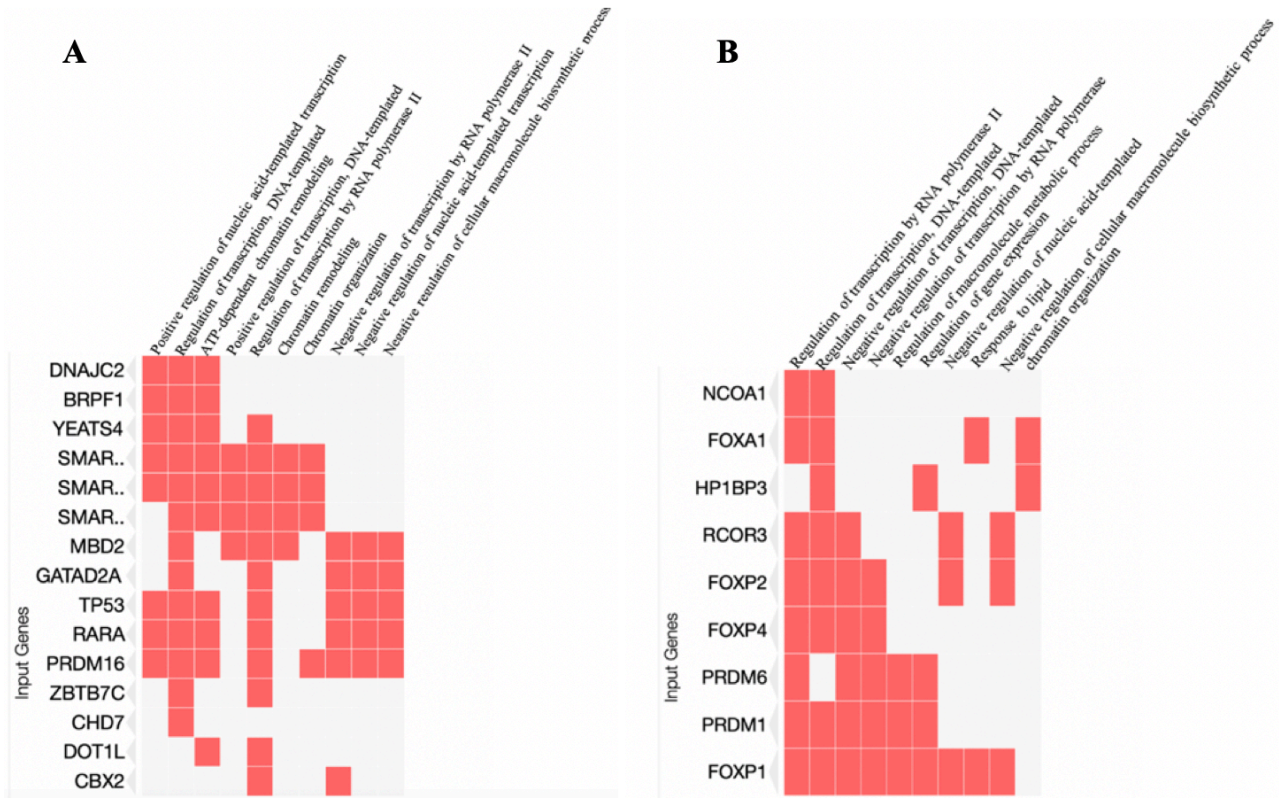 A
Positive regulation of nucleic acid-templated transcription
Regulation of transcription, DNA-templated
ATP-dependent chromatin remodeling
Positive regulation of transcription, DNA-templated
Regulation of transcription by RNA polymerase II
Chromatin remodeling
Chromatin organization
Negative regulation of transcription by RNA polymerase II
Negative regulation of nucleic acid-templated transcription
Negative regulation of cellular macromolecule biosynthetic process
DNAJC2
BRPF1
YEATS4
SMAR..
SMAR..
SMAR..
MBD2
GATAD2A
TP53
RARA
PRDM16
ZBTB7C
CHD7
DOT1L
CBX2
Input Genes
B
Regulation of transcription by RNA polymerase II
Regulation of transcription, DNA-templated
Negative regulation of transcription, DNA-templated
Negative regulation of transcription by RNA polymerase
Regulation of macromolecule metabolic process
Regulation of gene expression
Negative regulation of nucleic acid-templated
Response to lipid
Negative regulation of cellular macromolecule biosynthetic process
chromatin organization
NCOA1
FOXA1
HP1BP3
RCOR3
FOXP2
FOXP4
PRDM6
PRDM1
FOXP1
Input Genes